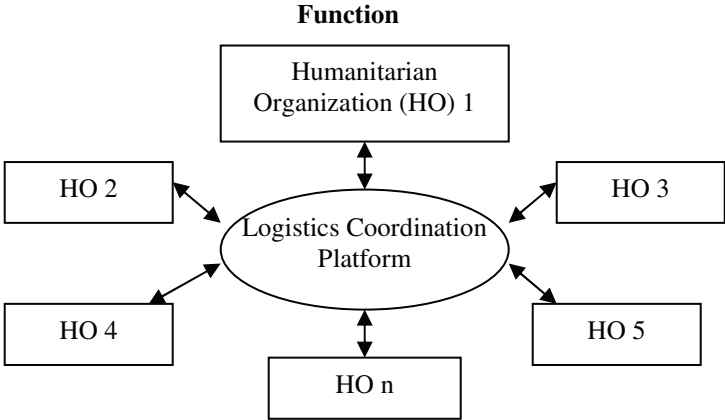 Function
Humanitarian
Organization (HO) 1
HO 2
HO 3
Logistics Coordination
Platform
HO 4
HO 5
HO n